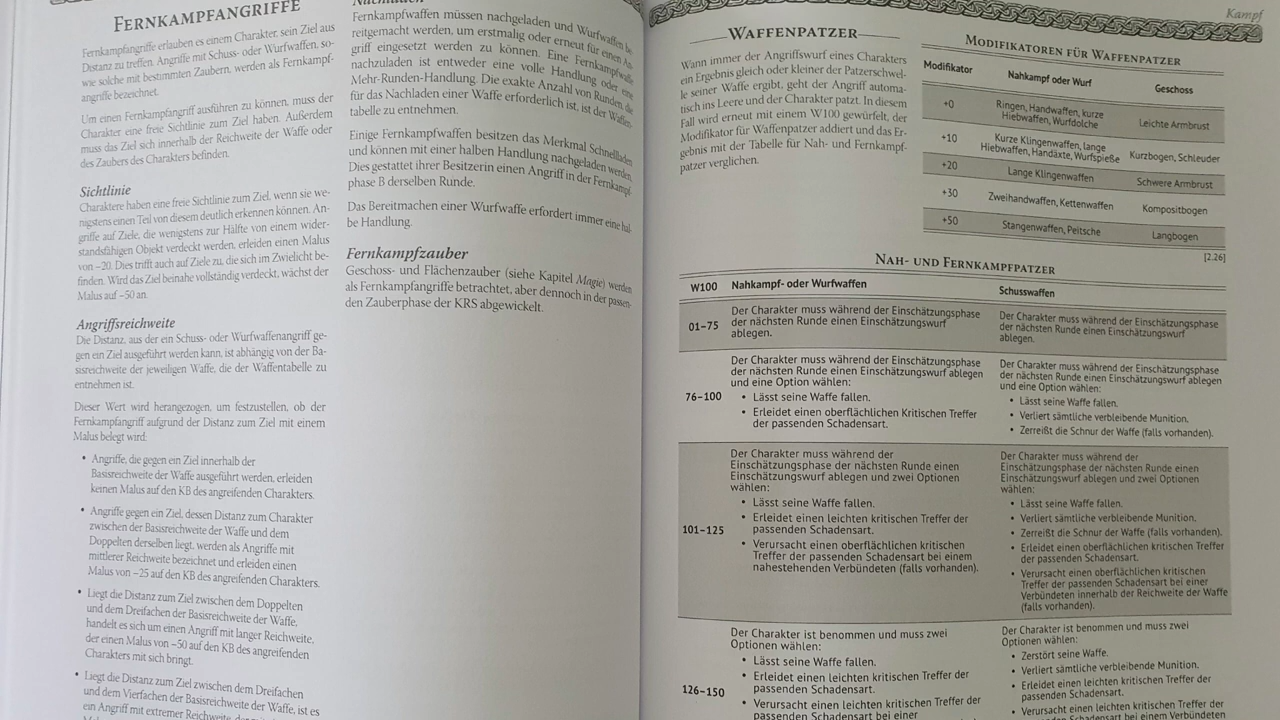 FERNKAMPFANGRIFFE
Fernkampfangriffe erlauben es einem Charakter, sein Ziel aus
Distanz zu treffen. Angriffe mit Schuss- oder Wurfwaffen, so-
wie solche mit bestimmten Zaubern, werden als Fernkampf-
angriffe bezeichnet.
Um einen Fernkampfangriff ausführen zu können, muss der
Charakter eine freie Sichtlinie zum Ziel haben. Außerdem
muss das Ziel sich innerhalb der Reichweite der Waffe oder
des Zaubers des Charakters befinden.
Sichtlinie
Charaktere haben eine freie Sichtlinie zum Ziel, wenn sie we-
nigstens einen Teil von diesem deutlich erkennen können. An-
griffe auf Ziele, die wenigstens zur Hälfte von einem wider-
standsfähigen Objekt verdeckt werden, erleiden einen Malus
von −20. Dies trifft auch auf Ziele zu, die sich im Zwielicht be-
finden. Wird das Ziel beinahe vollständig verdeckt, wächst der
Malus auf −50 an.
Angriffsreichweite
Die Distanz, aus der ein Schuss- oder Wurfwaffenangriff ge-
gen ein Ziel ausgeführt werden kann, ist abhängig von der Ba-
sisreichweite der jeweiligen Waffe, die der Waffentabelle zu
entnehmen ist.
Dieser Wert wird herangezogen, um festzustellen, ob der
Fernkampfangriff aufgrund der Distanz zum Ziel mit einem
Malus belegt wird:
• Angriffe, die gegen ein Ziel innerhalb der
Basisreichweite der Waffe ausgeführt werden, erleiden
keinen Malus auf den KB des angreifenden Charakters.
• Angriffe gegen ein Ziel, dessen Distanz zum Charakter
zwischen der Basisreichweite der Waffe und dem
Doppelten derselben liegt, werden als Angriffe mit
mittlerer Reichweite bezeichnet und erleiden einen
Malus von −25 auf den KB des angreifenden Charakters.
• Liegt die Distanz zum Ziel zwischen dem Doppelten
und dem Dreifachen der Basisreichweite der Waffe,
handelt es sich um einen Angriff mit langer Reichweite,
der einen Malus von −50 auf den KB des angreifenden
Charakters mit sich bringt.
• Liegt die Distanz zum Ziel zwischen dem Dreifachen
und dem Vierfachen der Basisreichweite der Waffe, ist es
ein Angriff mit extremer Reichweite,
Nachladen
Fernkampfwaffen müssen nachgeladen und Wurfwaffen be-
reitgemacht werden, um erstmalig oder erneut für einen An-
griff eingesetzt werden zu können. Eine Fernkampfwaffe
nachzuladen ist entweder eine volle Handlung oder eine
Mehr-Runden-Handlung. Die exakte Anzahl von Runden, die
für das Nachladen einer Waffe erforderlich ist, ist der Waffen-
tabelle zu entnehmen.
Einige Fernkampfwaffen besitzen das Merkmal Schnellladen
und können mit einer halben Handlung nachgeladen werden.
Dies gestattet ihrer Besitzerin einen Angriff in der Fernkampf-
phase B derselben Runde.
Das Bereitmachen einer Wurfwaffe erfordert immer eine hal-
be Handlung.
Fernkampfzauber
Geschoss- und Flächenzauber (siehe Kapitel Magie) werden
als Fernkampfangriffe betrachtet, aber dennoch in der passen-
den Zauberphase der KRS abgewickelt.
Kampf
WAFFENPATZER
Wann immer der Angriffswurf eines Charakters
ein Ergebnis gleich oder kleiner der Patzerschwel-
le seiner Waffe ergibt, geht der Angriff automa-
tisch ins Leere und der Charakter patzt. In diesem
Fall wird erneut mit einem W100 gewürfelt, der
Modifikator für Waffenpatzer addiert und das Er-
gebnis mit der Tabelle für Nah- und Fernkampf-
patzer verglichen.
MODIFIKATOREN FÜR WAFFENPATZER
Modifikator Nahkampf oder Wurf Geschoss
+0 Ringen, Handwaffen, kurze Hiebwaffen, Wurfdolche Leichte Armbrust
+10 Kurze Klingenwaffen, lange Hiebwaffen, Handäxte, Wurfspieße Kurzbogen, Schleuder
+20 Lange Klingenwaffen Schwere Armbrust
+30 Zweihandwaffen, Kettenwaffen Kompositbogen
+50 Stangenwaffen, Peitsche Langbogen
[2.26]
NAH- UND FERNKAMPFPATZER
W100 Nahkampf- oder Wurfwaffen Schusswaffen
01–75
Der Charakter muss während der Einschätzungsphase
der nächsten Runde einen Einschätzungswurf
ablegen.
Der Charakter muss während der Einschätzungsphase
der nächsten Runde einen Einschätzungswurf
ablegen.
76–100
Der Charakter muss während der Einschätzungsphase
der nächsten Runde einen Einschätzungswurf ablegen
und eine Option wählen:
• Lässt seine Waffe fallen.
• Erleidet einen oberflächlichen Kritischen Treffer
der passenden Schadensart.
Der Charakter muss während der Einschätzungsphase
der nächsten Runde einen Einschätzungswurf ablegen
und eine Option wählen:
• Lässt seine Waffe fallen.
• Verliert sämtliche verbleibende Munition.
• Zerreißt die Schnur der Waffe (falls vorhanden).
101–125
Der Charakter muss während der
Einschätzungsphase der nächsten Runde einen
Einschätzungswurf ablegen und zwei Optionen
wählen:
• Lässt seine Waffe fallen.
• Erleidet einen leichten kritischen Treffer der
passenden Schadensart.
• Verursacht einen oberflächlichen kritischen
Treffer der passenden Schadensart bei einem
nahestehenden Verbündeten (falls vorhanden).
Der Charakter muss während der
Einschätzungsphase der nächsten Runde einen
Einschätzungswurf ablegen und zwei Optionen
wählen:
• Lässt seine Waffe fallen.
• Verliert sämtliche verbleibende Munition.
• Zerreißt die Schnur der Waffe (falls vorhanden).
• Erleidet einen oberflächlichen kritischen Treffer
der passenden Schadensart.
• Verursacht einen oberflächlichen kritischen
Treffer der passenden Schadensart bei einer
Verbündeten innerhalb der Reichweite der Waffe
(falls vorhanden).
126–150
Der Charakter ist benommen und muss zwei
Optionen wählen:
• Lässt seine Waffe fallen.
• Erleidet einen leichten kritischen Treffer der
passenden Schadensart.
• Verursacht einen leichten kritischen Treffer der
passenden Schadensart bei einer
Der Charakter ist benommen und muss zwei
Optionen wählen:
• Zerstört seine Waffe.
• Verliert sämtliche verbleibende Munition.
• Erleidet einen leichten kritischen Treffer der
passenden Schadensart.
• Verursacht einen leichten kritischen Treffer der
passenden Schadensart bei einem Verbündeten